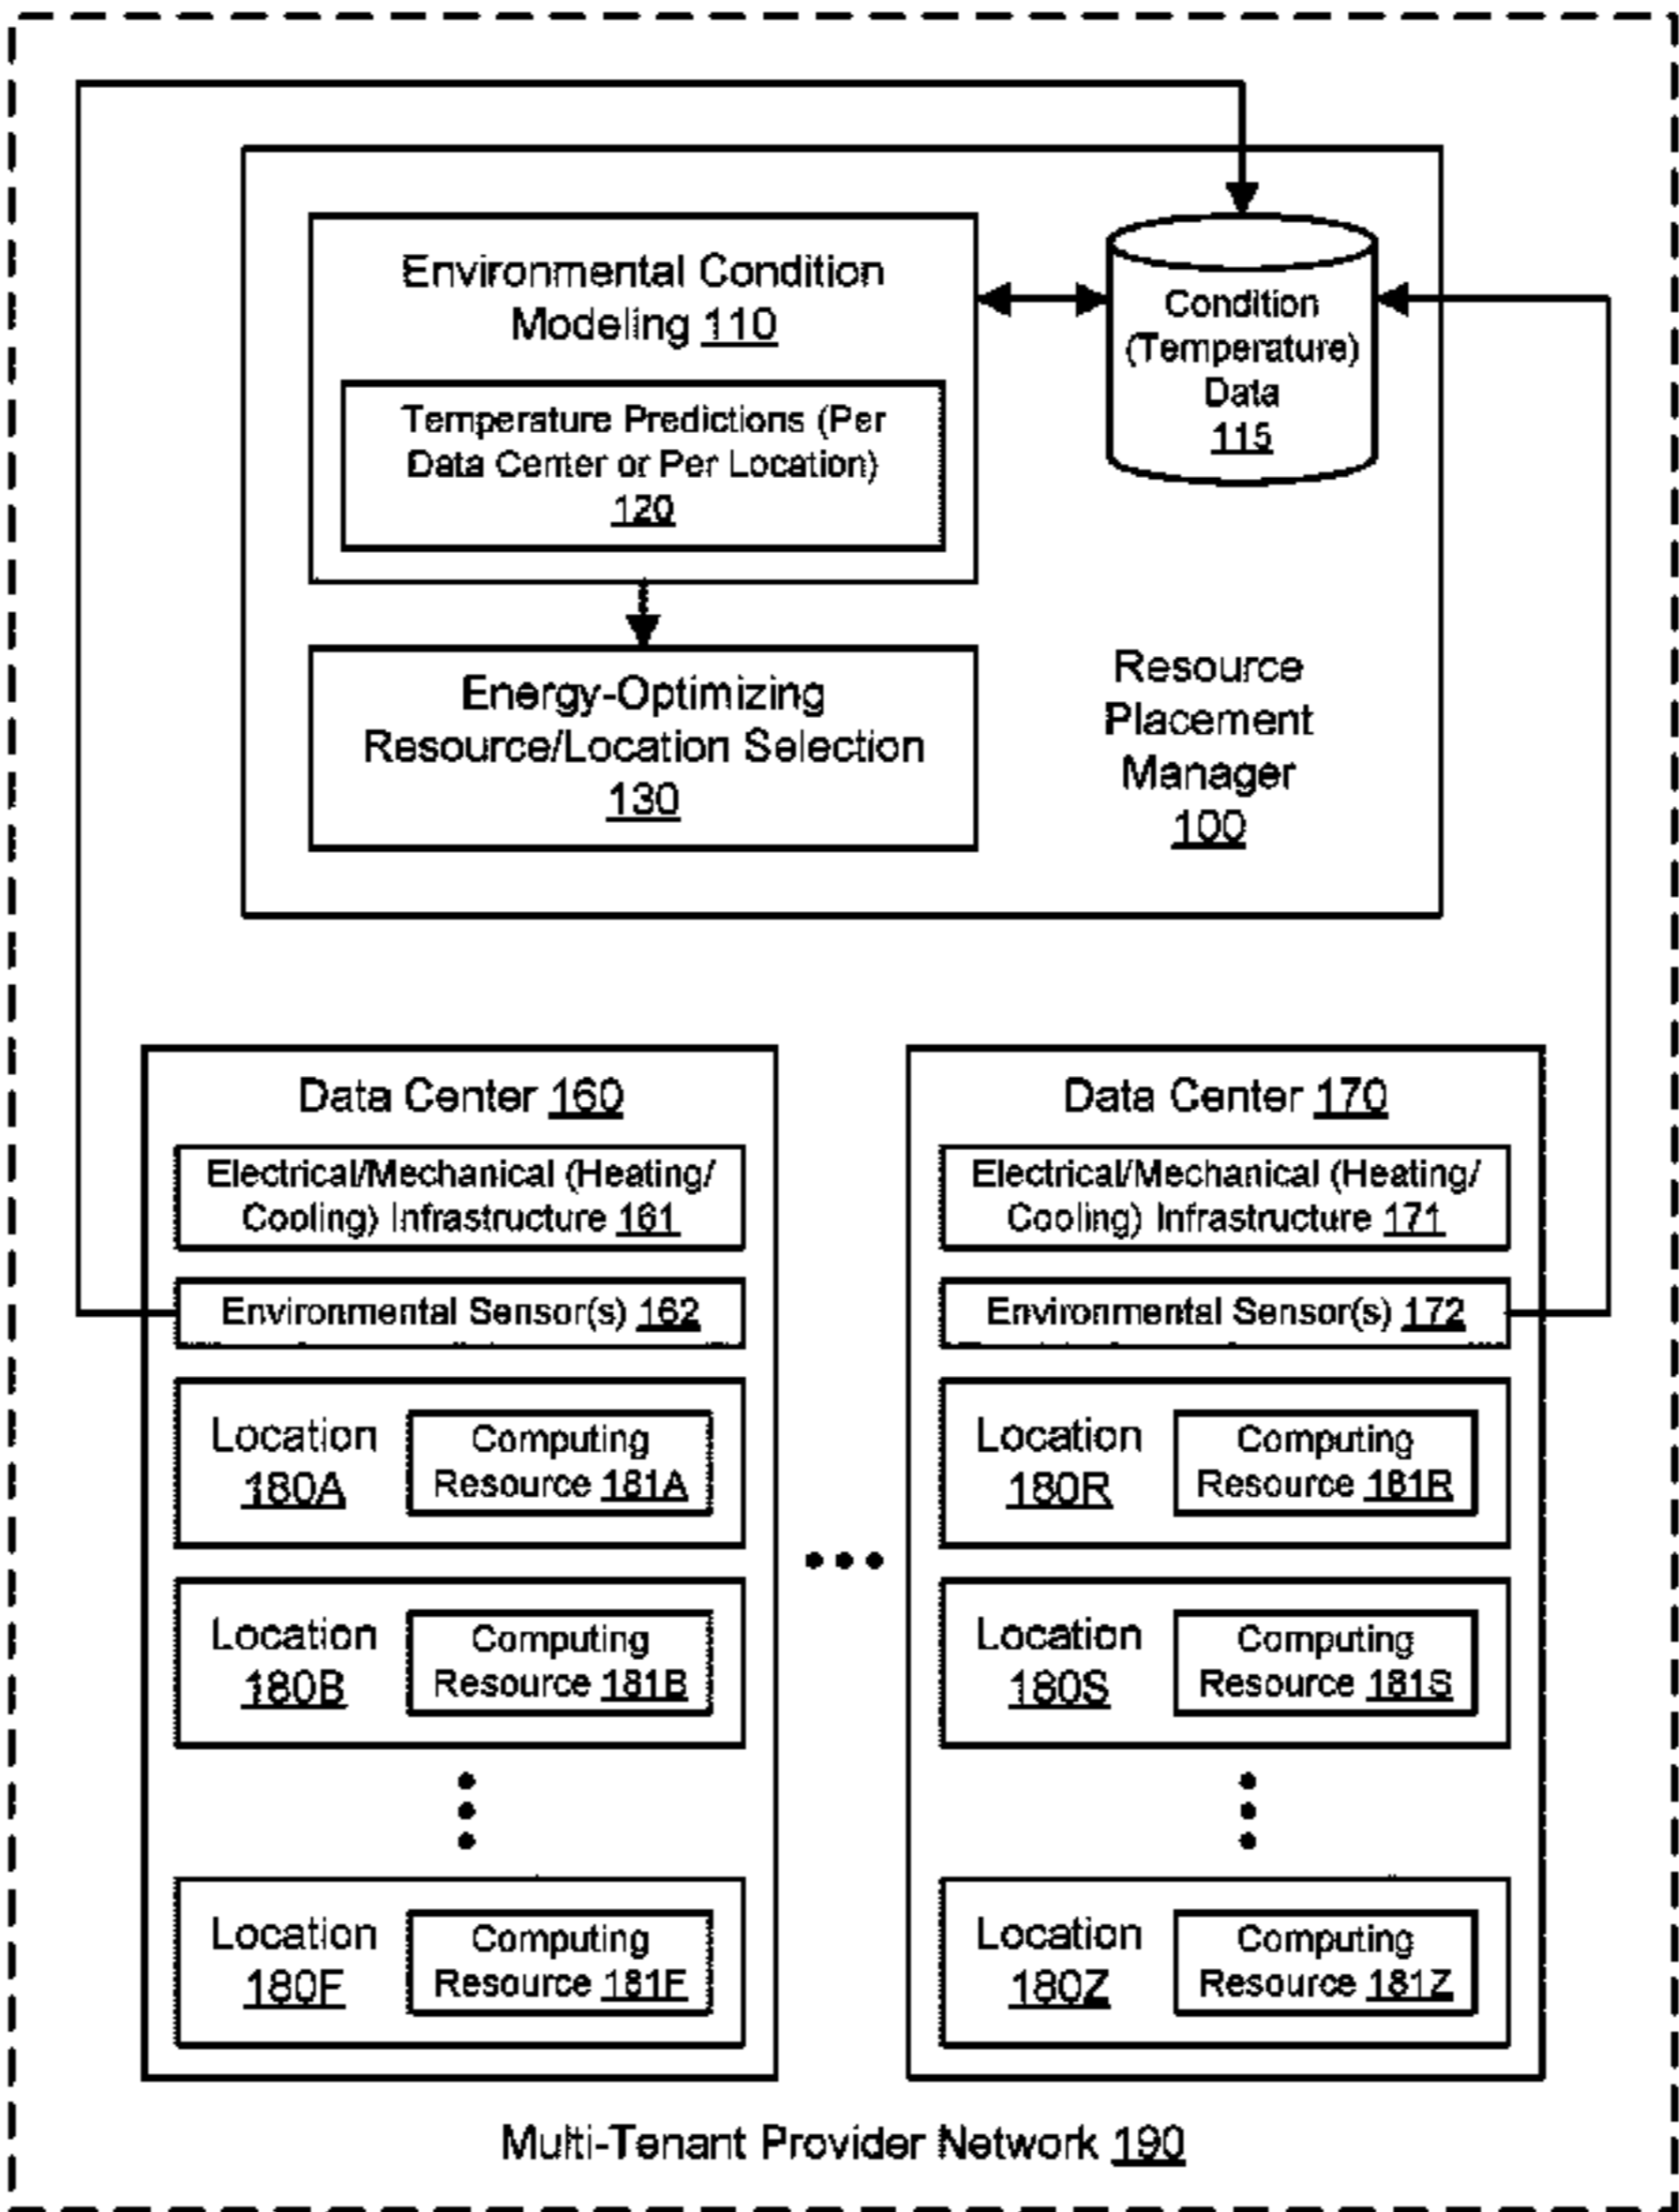 Environmental Condition
Modeling 110
Temperature Predictions (Per
Data Center or Per Location)
120
Condition
(Temperature)
Data
115
Energy-Optimizing
Resource/Location Selection
130
Resource
Placement
Manager
100
Data Center 160
Electrical/Mechanical (Heating/
Cooling) Infrastructure 161
Environmental Sensor(s) 162
Location
180A
Computing
Resource 181A
Location
180B
Computing
Resource 181B
Location
180F
Computing
Resource 181F
Data Center 170
Electrical/Mechanical (Heating/
Cooling) Infrastructure 171
Environmental Sensor(s) 172
Location
180R
Computing
Resource 181R
Location
180S
Computing
Resource 181S
Location
180Z
Computing
Resource 181Z
Multi-Tenant Provider Network 190